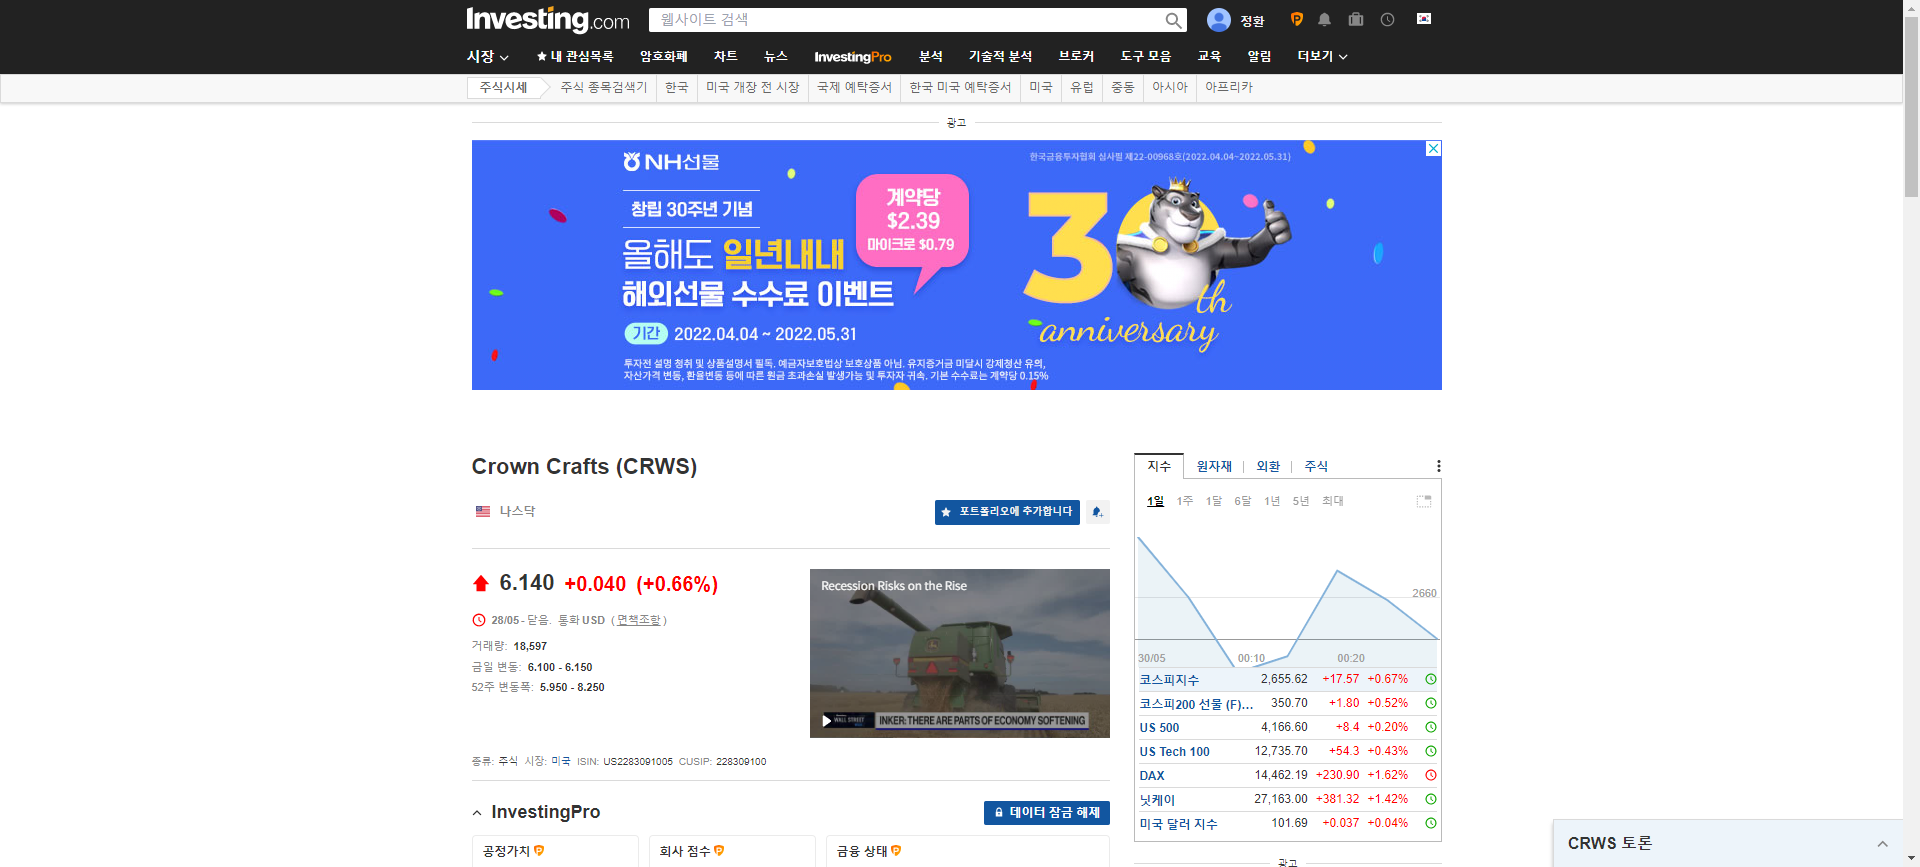 Investing.com
웹사이트 검색
정환
시장
내 관심목록
암호화폐
차트
뉴스
InvestingPro
분석
기술적 분석
브로커
도구 모음
교육
알림
더보기
주식시세
주식 종목검색기
한국
미국 개장 전 시장
국제 예탁증서
한국 미국 예탁증서
미국
유럽
중동
아시아
아프리카
광고
NH선물
한국금융투자협회 심사필 제22-00968호(2022.04.04~2022.05.31)
창립 30주년 기념
올해도 일년내내
해외선물 수수료 이벤트
계약당
$2.39
마이크로 $0.79
30th
anniversary
기간 2022.04.04 ~ 2022.05.31
투자전 설명 청취 및 상품설명서 필독. 예금자보호법상 보호상품 아님. 유지증거금 미달시 강제청산 유의,
자산가격 변동, 환율변동 등에 따른 원금 초과손실 발생가능 및 투자자 귀속. 기본 수수료는 계약당 0.15%
Crown Crafts (CRWS)
나스닥
포트폴리오에 추가합니다
6.140 +0.040 (+0.66%)
28/05 - 닫음. 통화 USD ( 면책조항 )
거래량: 18,597
금일 변동: 6.100 - 6.150
52주 변동폭: 5.950 - 8.250
Recession Risks on the Rise
WALL STREET
INKER: THERE ARE PARTS OF ECONOMY SOFTENING
종류: 주식 시장: 미국 ISIN: US2283091005 CUSIP: 228309100
InvestingPro
데이터 잠금 해제
공정가치
회사 점수
금융 상태
지수
원자재
외환
주식
1일 1주 1달 6달 1년 5년 최대
2660
30/05 00:10 00:20
코스피지수 2,655.62 +17.57 +0.67%
코스피200 선물 (F)... 350.70 +1.80 +0.52%
US 500 4,166.60 +8.4 +0.20%
US Tech 100 12,735.70 +54.3 +0.43%
DAX 14,462.19 +230.90 +1.62%
닛케이 27,163.00 +381.32 +1.42%
미국 달러 지수 101.69 +0.037 +0.04%
광고
CRWS 토론